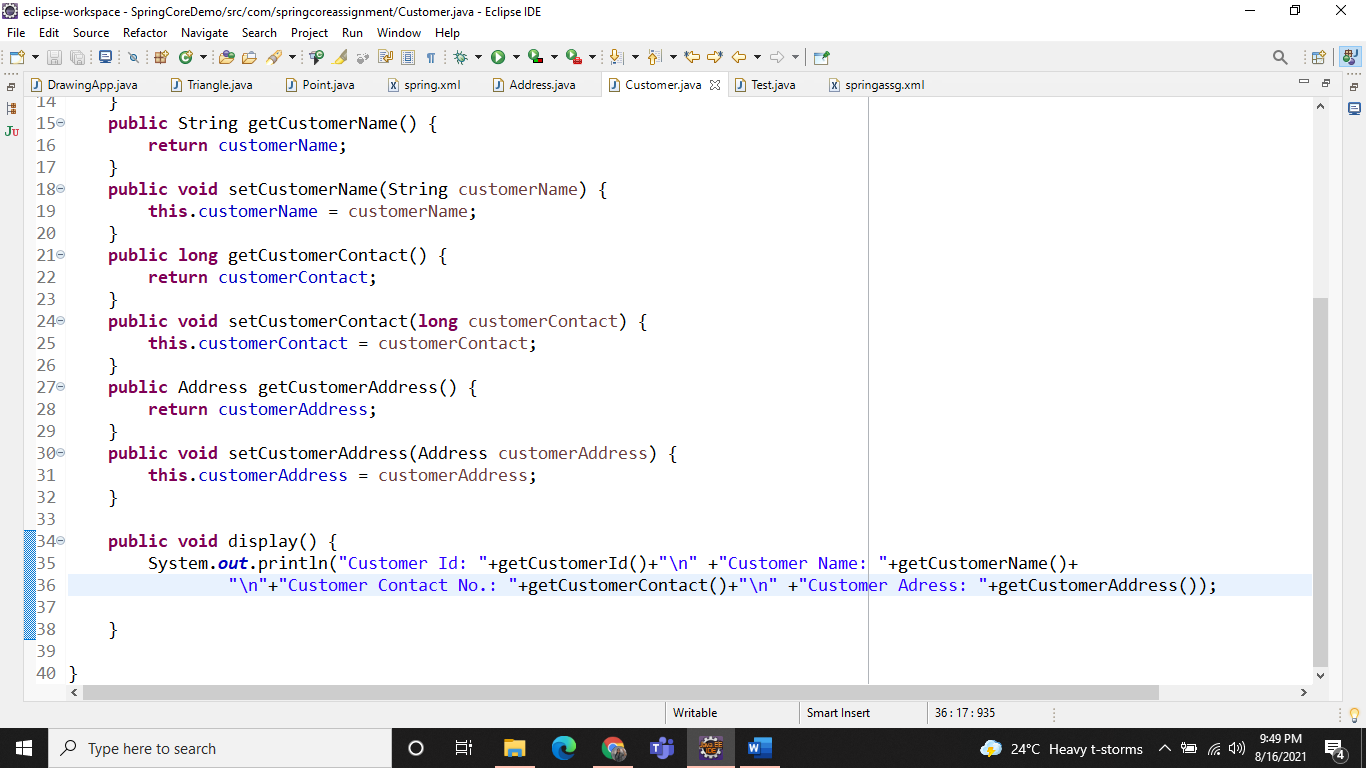 eclipse-workspace - SpringCoreDemo/src/com/springcoreassignment/Customer.java - Eclipse IDE
File Edit Source Refactor Navigate Search Project Run Window Help
DrawingApp.java Triangle.java Point.java spring.xml Address.java Customer.java Test.java springassg.xml
14 }
15 public String getCustomerName() {
16 return customerName;
17 }
18 public void setCustomerName(String customerName) {
19 this.customerName = customerName;
20 }
21 public long getCustomerContact() {
22 return customerContact;
23 }
24 public void setCustomerContact(long customerContact) {
25 this.customerContact = customerContact;
26 }
27 public Address getCustomerAddress() {
28 return customerAddress;
29 }
30 public void setCustomerAddress(Address customerAddress) {
31 this.customerAddress = customerAddress;
32 }
33
34 public void display() {
35 System.out.println("Customer Id: "+getCustomerId()+"\n" +"Customer Name: "+getCustomerName()+
36 "\n"+"Customer Contact No.: "+getCustomerContact()+"\n" +"Customer Adress: "+getCustomerAddress());
37
38 }
39
40 }
Writable Smart Insert 36 : 17 : 935
Type here to search 24°C Heavy t-storms 9:49 PM
8/16/2021 4